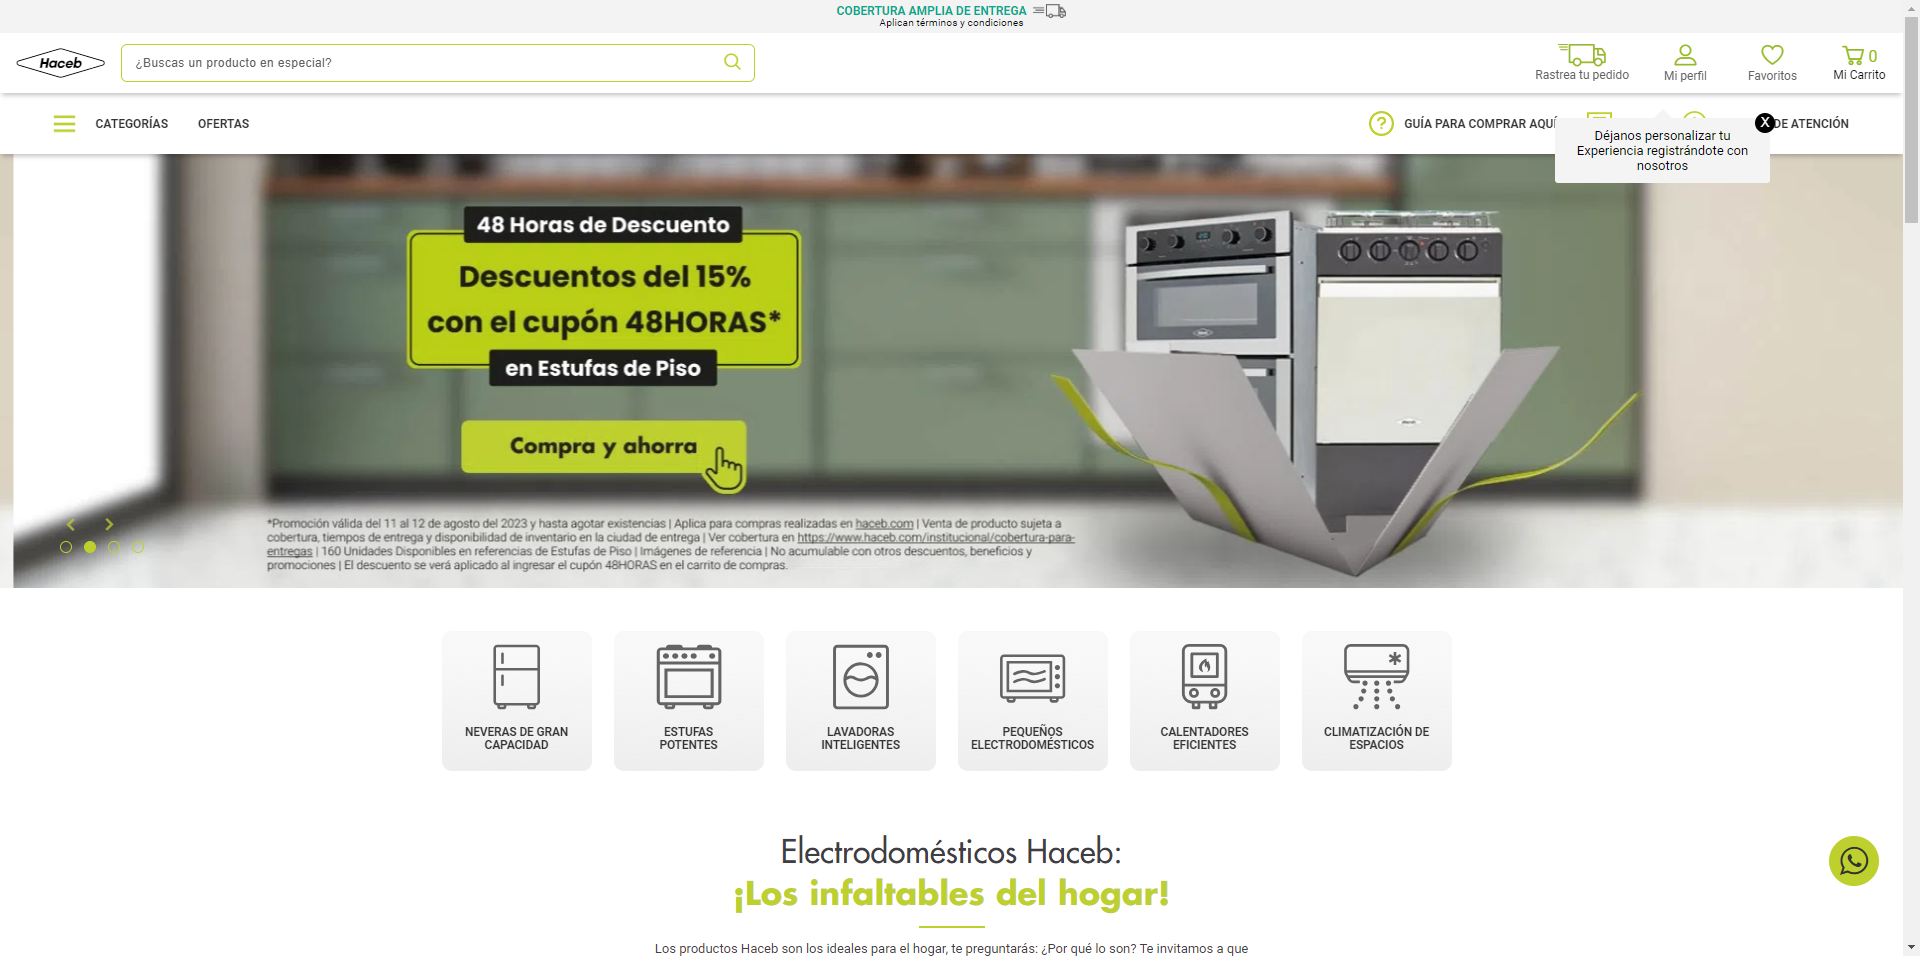 COBERTURA AMPLIA DE ENTREGA
Aplican términos y condiciones
Haceb
¿Buscas un producto en especial?
Rastrea tu pedido
Mi perfil
Favoritos
0
Mi Carrito
CATEGORÍAS
OFERTAS
GUÍA PARA COMPRAR AQUÍ
DE ATENCIÓN
X
Déjanos personalizar tu
Experiencia registrándote con
nosotros
48 Horas de Descuento
Descuentos del 15%
con el cupón 48HORAS*
en Estufas de Piso
Compra y ahorra
*Promoción válida del 11 al 12 de agosto del 2023 y hasta agotar existencias | Aplica para compras realizadas en haceb.com | Venta de producto sujeta a
cobertura, tiempos de entrega y disponibilidad de inventario en la ciudad de entrega | Ver cobertura en https://www.haceb.com/institucional/cobertura-para-
entregas | 160 Unidades Disponibles en referencias de Estufas de Piso | Imágenes de referencia | No acumulable con otros descuentos, beneficios y
promociones | El descuento se verá aplicado al ingresar el cupón 48HORAS en el carrito de compras.
NEVERAS DE GRAN
CAPACIDAD
ESTUFAS
POTENTES
LAVADORAS
INTELIGENTES
PEQUEÑOS
ELECTRODOMÉSTICOS
CALENTADORES
EFICIENTES
CLIMATIZACIÓN DE
ESPACIOS
Electrodomésticos Haceb:
¡Los infaltables del hogar!
Los productos Haceb son los ideales para el hogar, te preguntarás: ¿Por qué lo son? Te invitamos a que